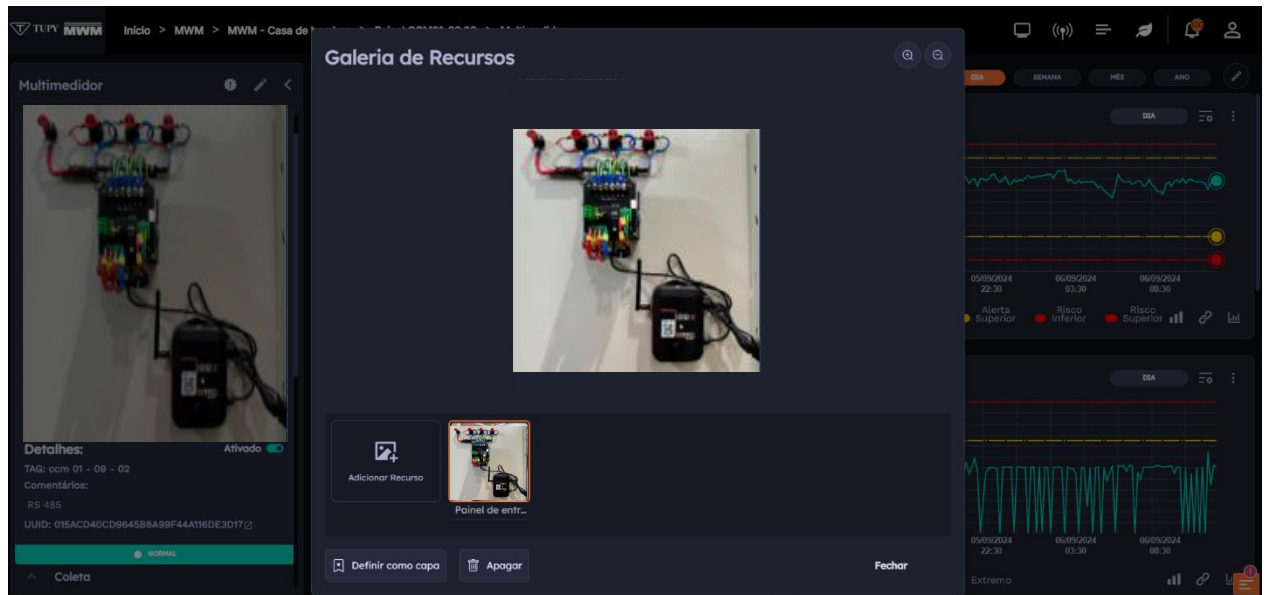 TUPY MWM
Início > MWM > MWM - Casa de
Galeria de Recursos
Multimedidor
DIA
SEMANA
MÊS
ANO
DIA
05/09/2024
22:30
06/09/2024
03:30
06/09/2024
08:30
Alerta
Superior
Risco
Inferior
Risco
Superior
Detalhes:
Ativado
TAG: ccm 01 - 09 - 02
Comentários:
RS 485
UUID: 015ACD40CD9645B8A99F44A116DE3D17
NORMAL
Coleta
Adicionar Recurso
Painel de entr...
Definir como capa
Apagar
Fechar
DIA
05/09/2024
22:30
06/09/2024
03:30
06/09/2024
08:30
Extremo
1